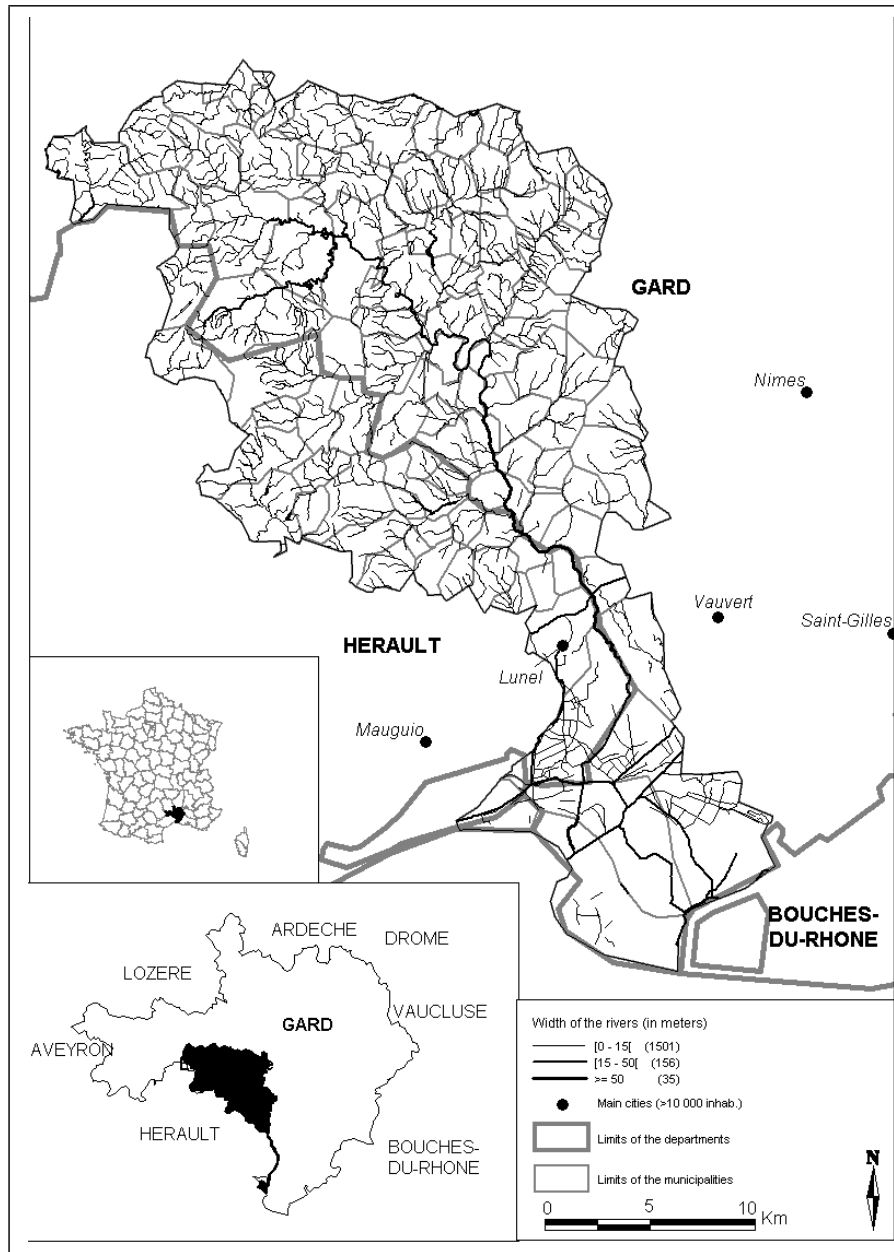 GARD
Nimes
Vauvert
Saint-Gilles
HERAULT
Lunel
Mauguio
BOUCHES-
DU-RHONE
ARDECHE
DROME
LOZERE
VAUCLUSE
GARD
AVEYRON
HERAULT
BOUCHES-
DU-RHONE
Width of the rivers (in meters)
[0 - 15[ (1501)
[15 - 50[ (156)
>= 50 (35)
Main cities (>10 000 inhab.)
Limits of the departments
Limits of the municipalities
N
0 5 10
Km